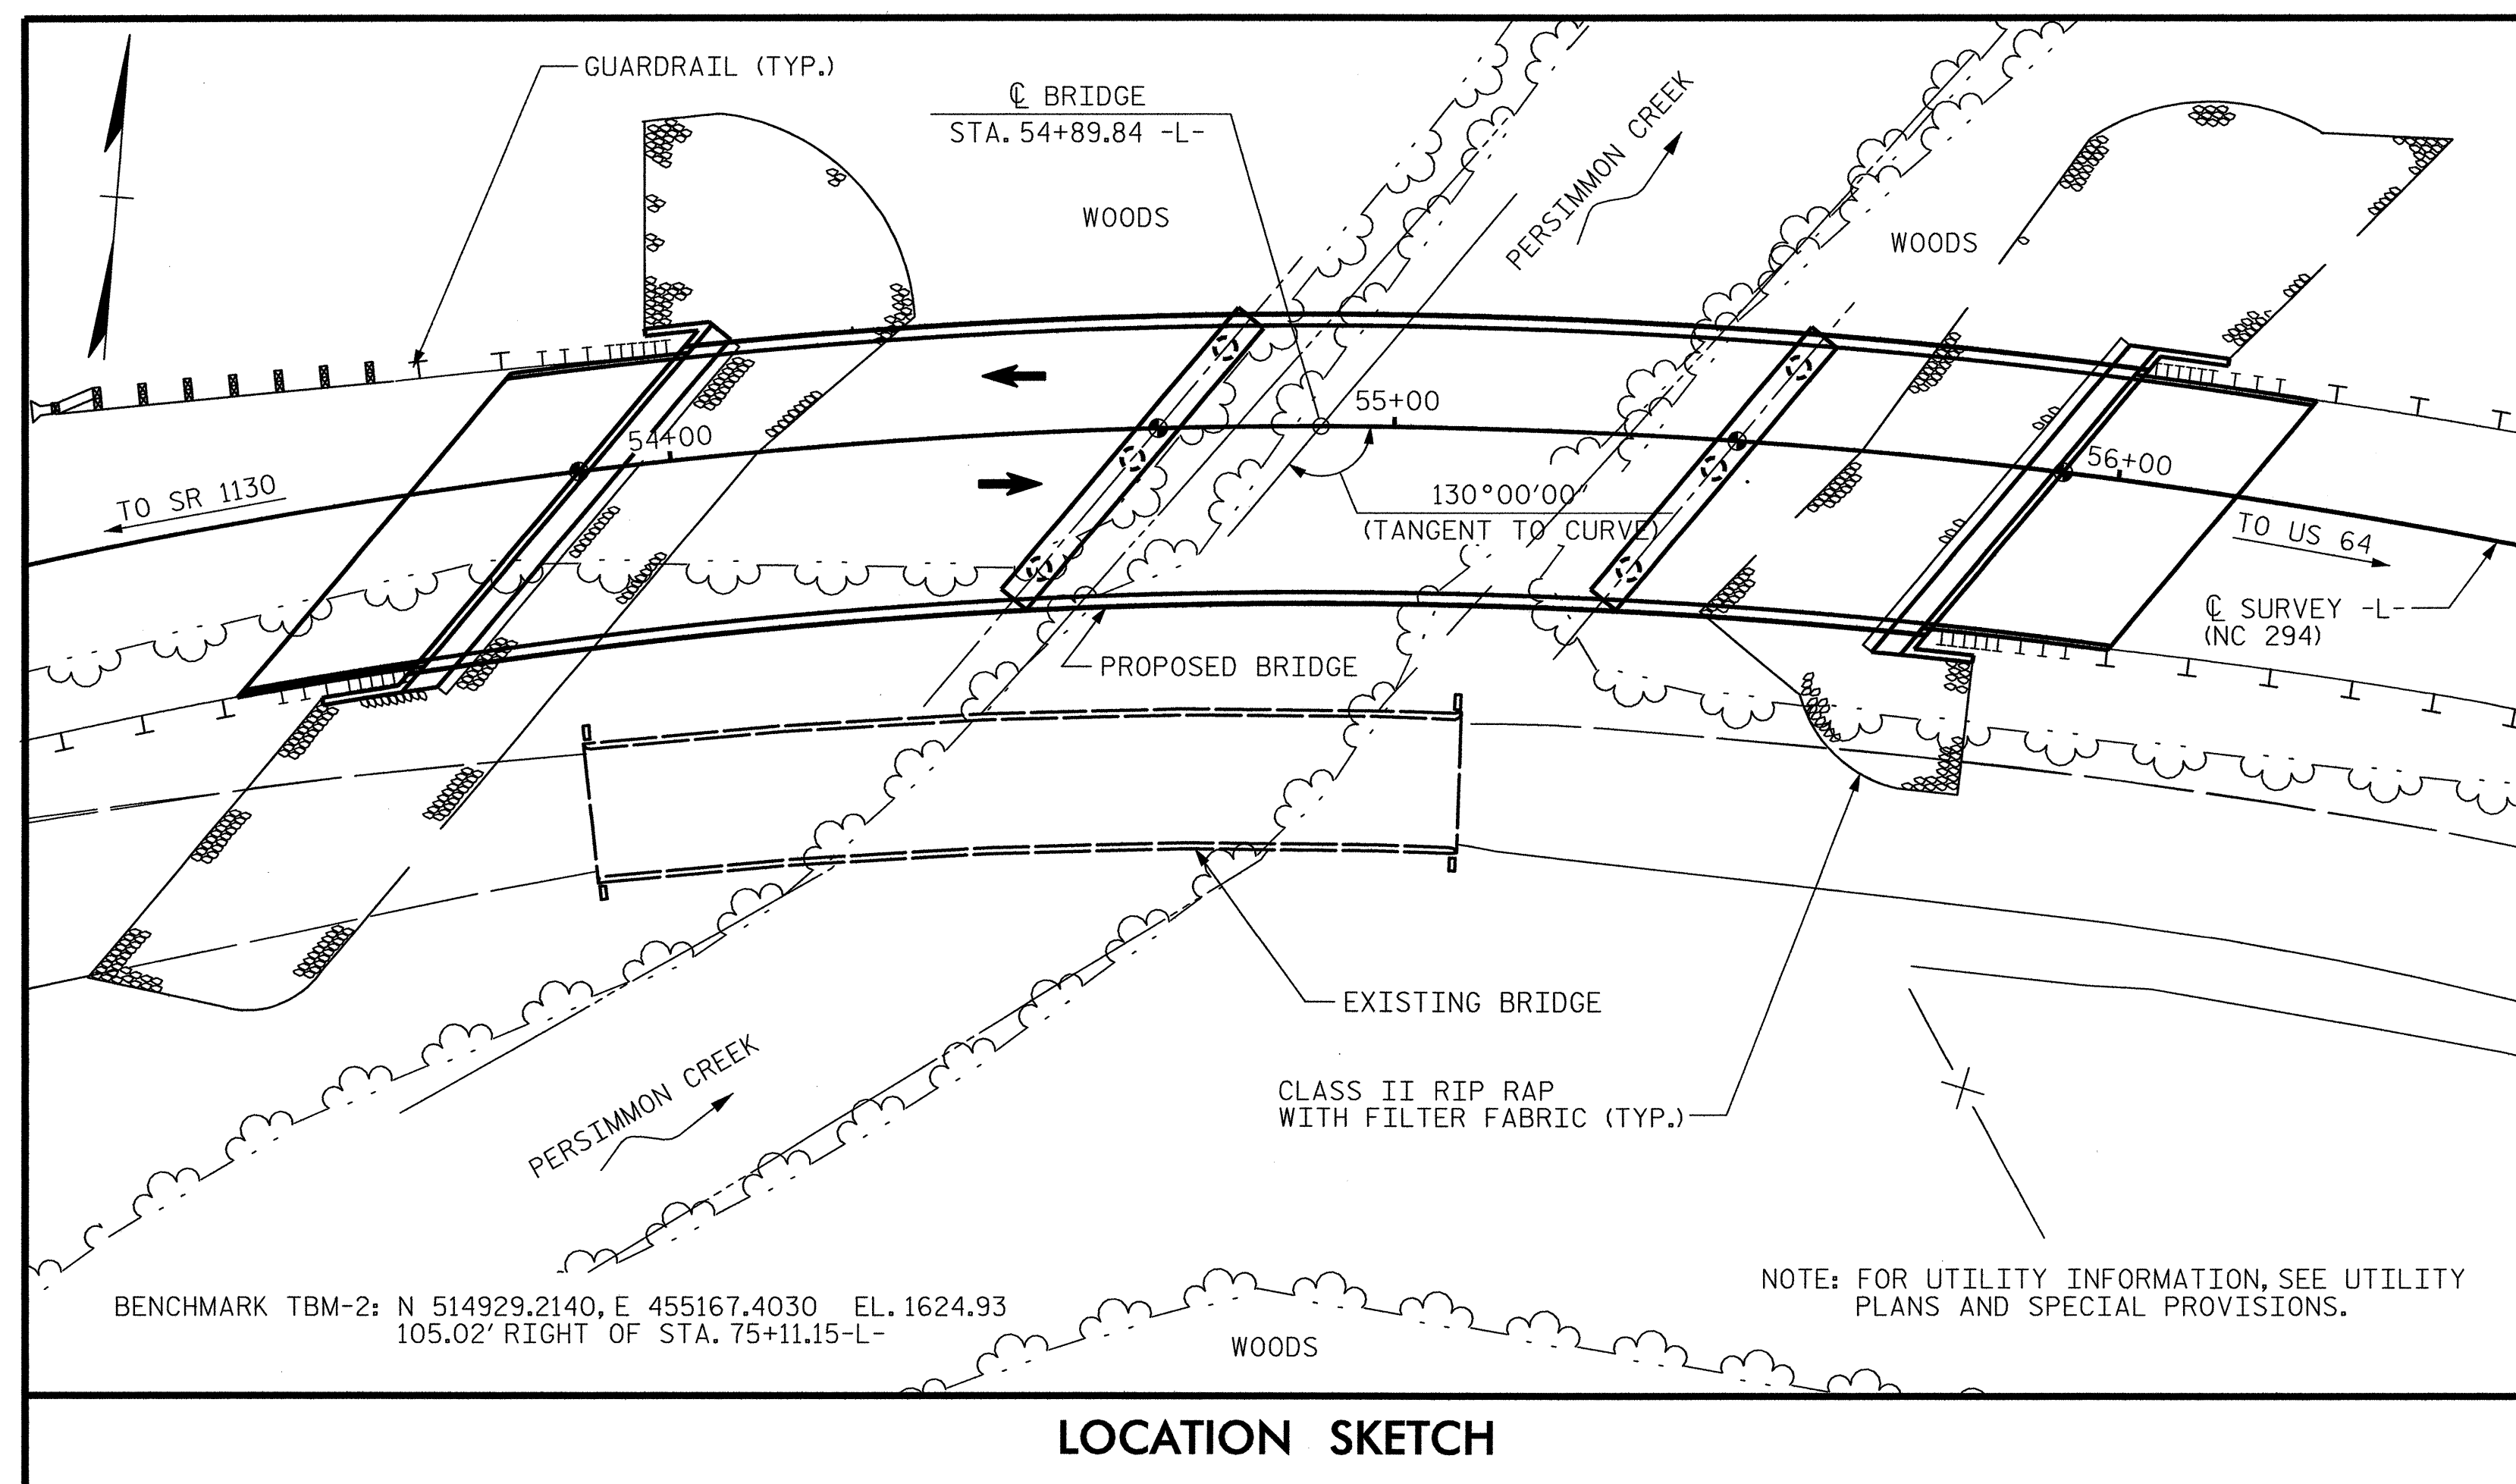 GUARDRAIL (TYP.)
℄ BRIDGE
STA. 54+89.84 -L-
PERSIMMON CREEK
WOODS
WOODS
55+00
54+00
56+00
TO SR 1130
130°00'00"
(TANGENT TO CURVE)
TO US 64
℄ SURVEY -L-
(NC 294)
PROPOSED BRIDGE
EXISTING BRIDGE
PERSIMMON CREEK
CLASS II RIP RAP
WITH FILTER FABRIC (TYP.)
BENCHMARK TBM-2: N 514929.2140, E 455167.4030 EL. 1624.93
105.02' RIGHT OF STA. 75+11.15-L-
NOTE: FOR UTILITY INFORMATION, SEE UTILITY
PLANS AND SPECIAL PROVISIONS.
WOODS
LOCATION SKETCH